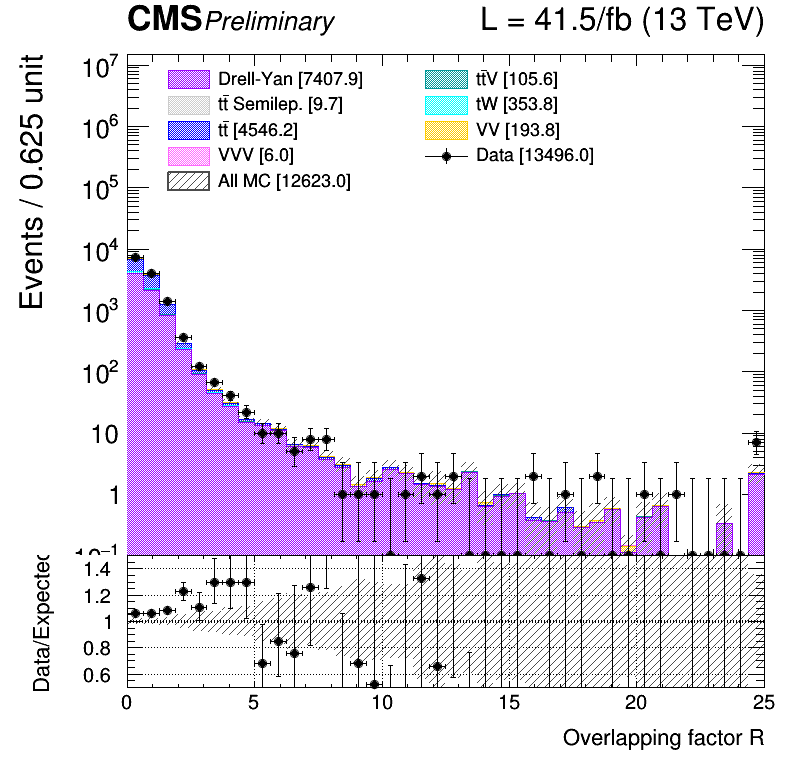 CMS Preliminary L = 41.5/fb (13 TeV)
Events / 0.625 unit
10⁷
10⁶
10⁵
10⁴
10³
10²
10
1
10⁻¹
Drell-Yan [7407.9]
tt̄ Semilep. [9.7]
tt̄ [4546.2]
VVV [6.0]
All MC [12623.0]
tt̄V [105.6]
tW [353.8]
VV [193.8]
Data [13496.0]
Data/Expected
1.4
1.2
1
0.8
0.6
0 5 10 15 20 25
Overlapping factor R